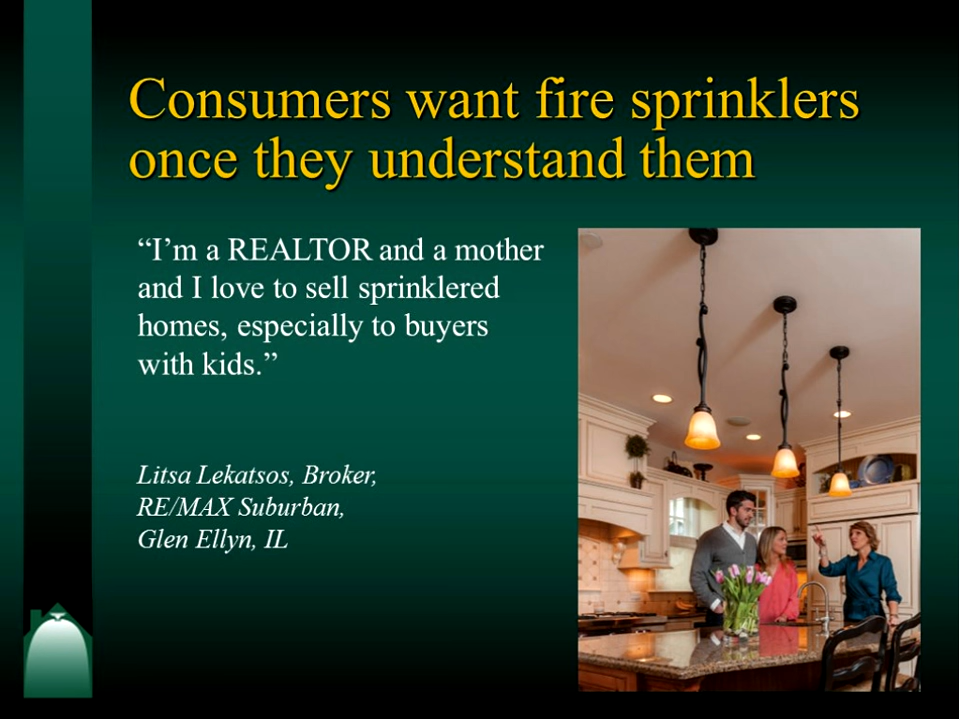 Consumers want fire sprinklers
once they understand them
“I’m a REALTOR and a mother
and I love to sell sprinklered
homes, especially to buyers
with kids.”
Litsa Lekatsos, Broker,
RE/MAX Suburban,
Glen Ellyn, IL